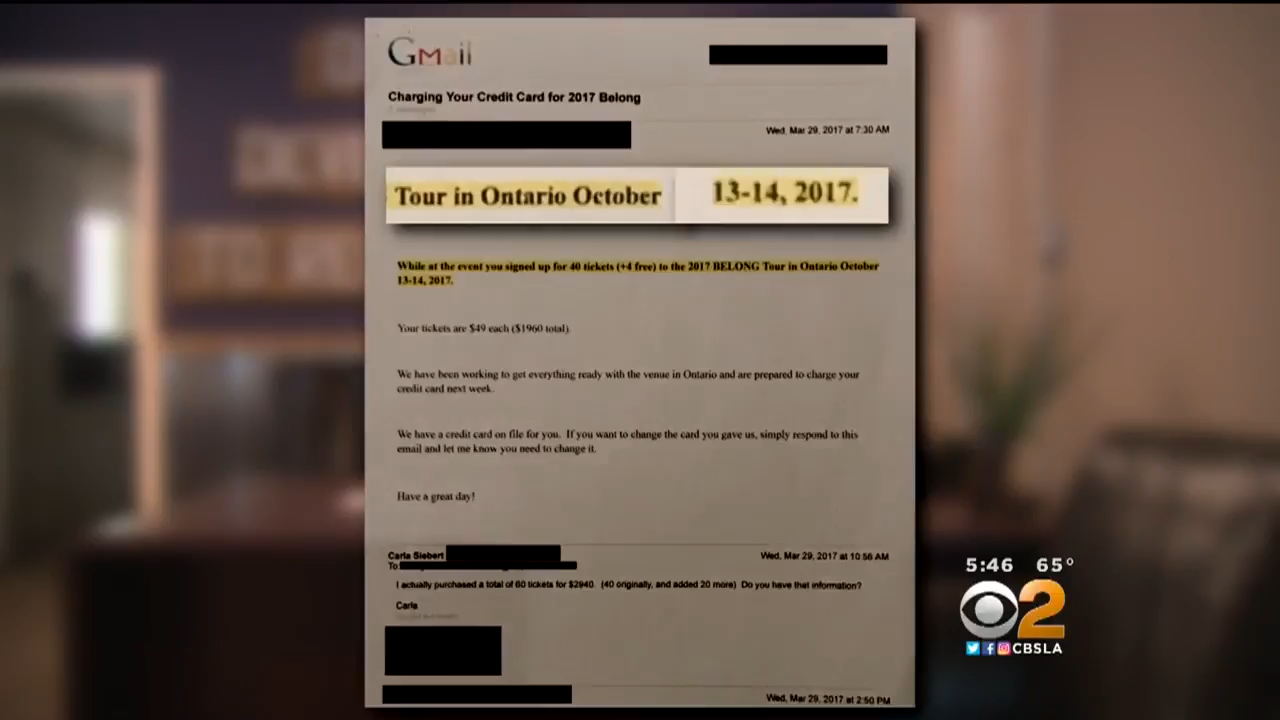 Gmail
Charging Your Credit Card for 2017 Belong
Wed, Mar 29, 2017 at 7:30 AM
Tour in Ontario October 13-14, 2017.
While at the event you signed up for 40 tickets (+4 free) to the 2017 BELONG Tour in Ontario October
13-14, 2017.
Your tickets are $49 each ($1960 total).
We have been working to get everything ready with the venue in Ontario and are prepared to charge your
credit card next week.
We have a credit card on file for you. If you want to change the card you gave us, simply respond to this
email and let me know you need to change it.
Have a great day!
Carla Siebert
Wed, Mar 29, 2017 at 10:56 AM
To:
I actually purchased a total of 60 tickets for $2940. (40 originally, and added 20 more) Do you have that information?
Carla
Wed, Mar 29, 2017 at 2:50 PM
5:46 65°
2
CBSLA